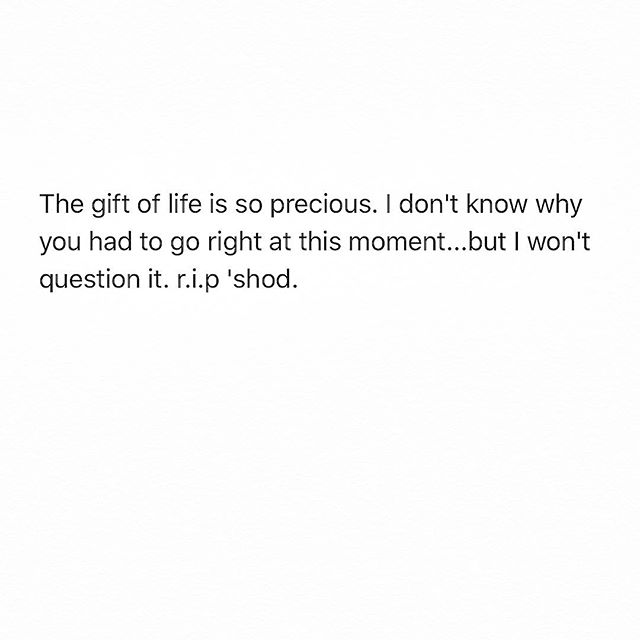 The gift of life is so precious. I don't know why
you had to go right at this moment...but I won't
question it. r.i.p 'shod.